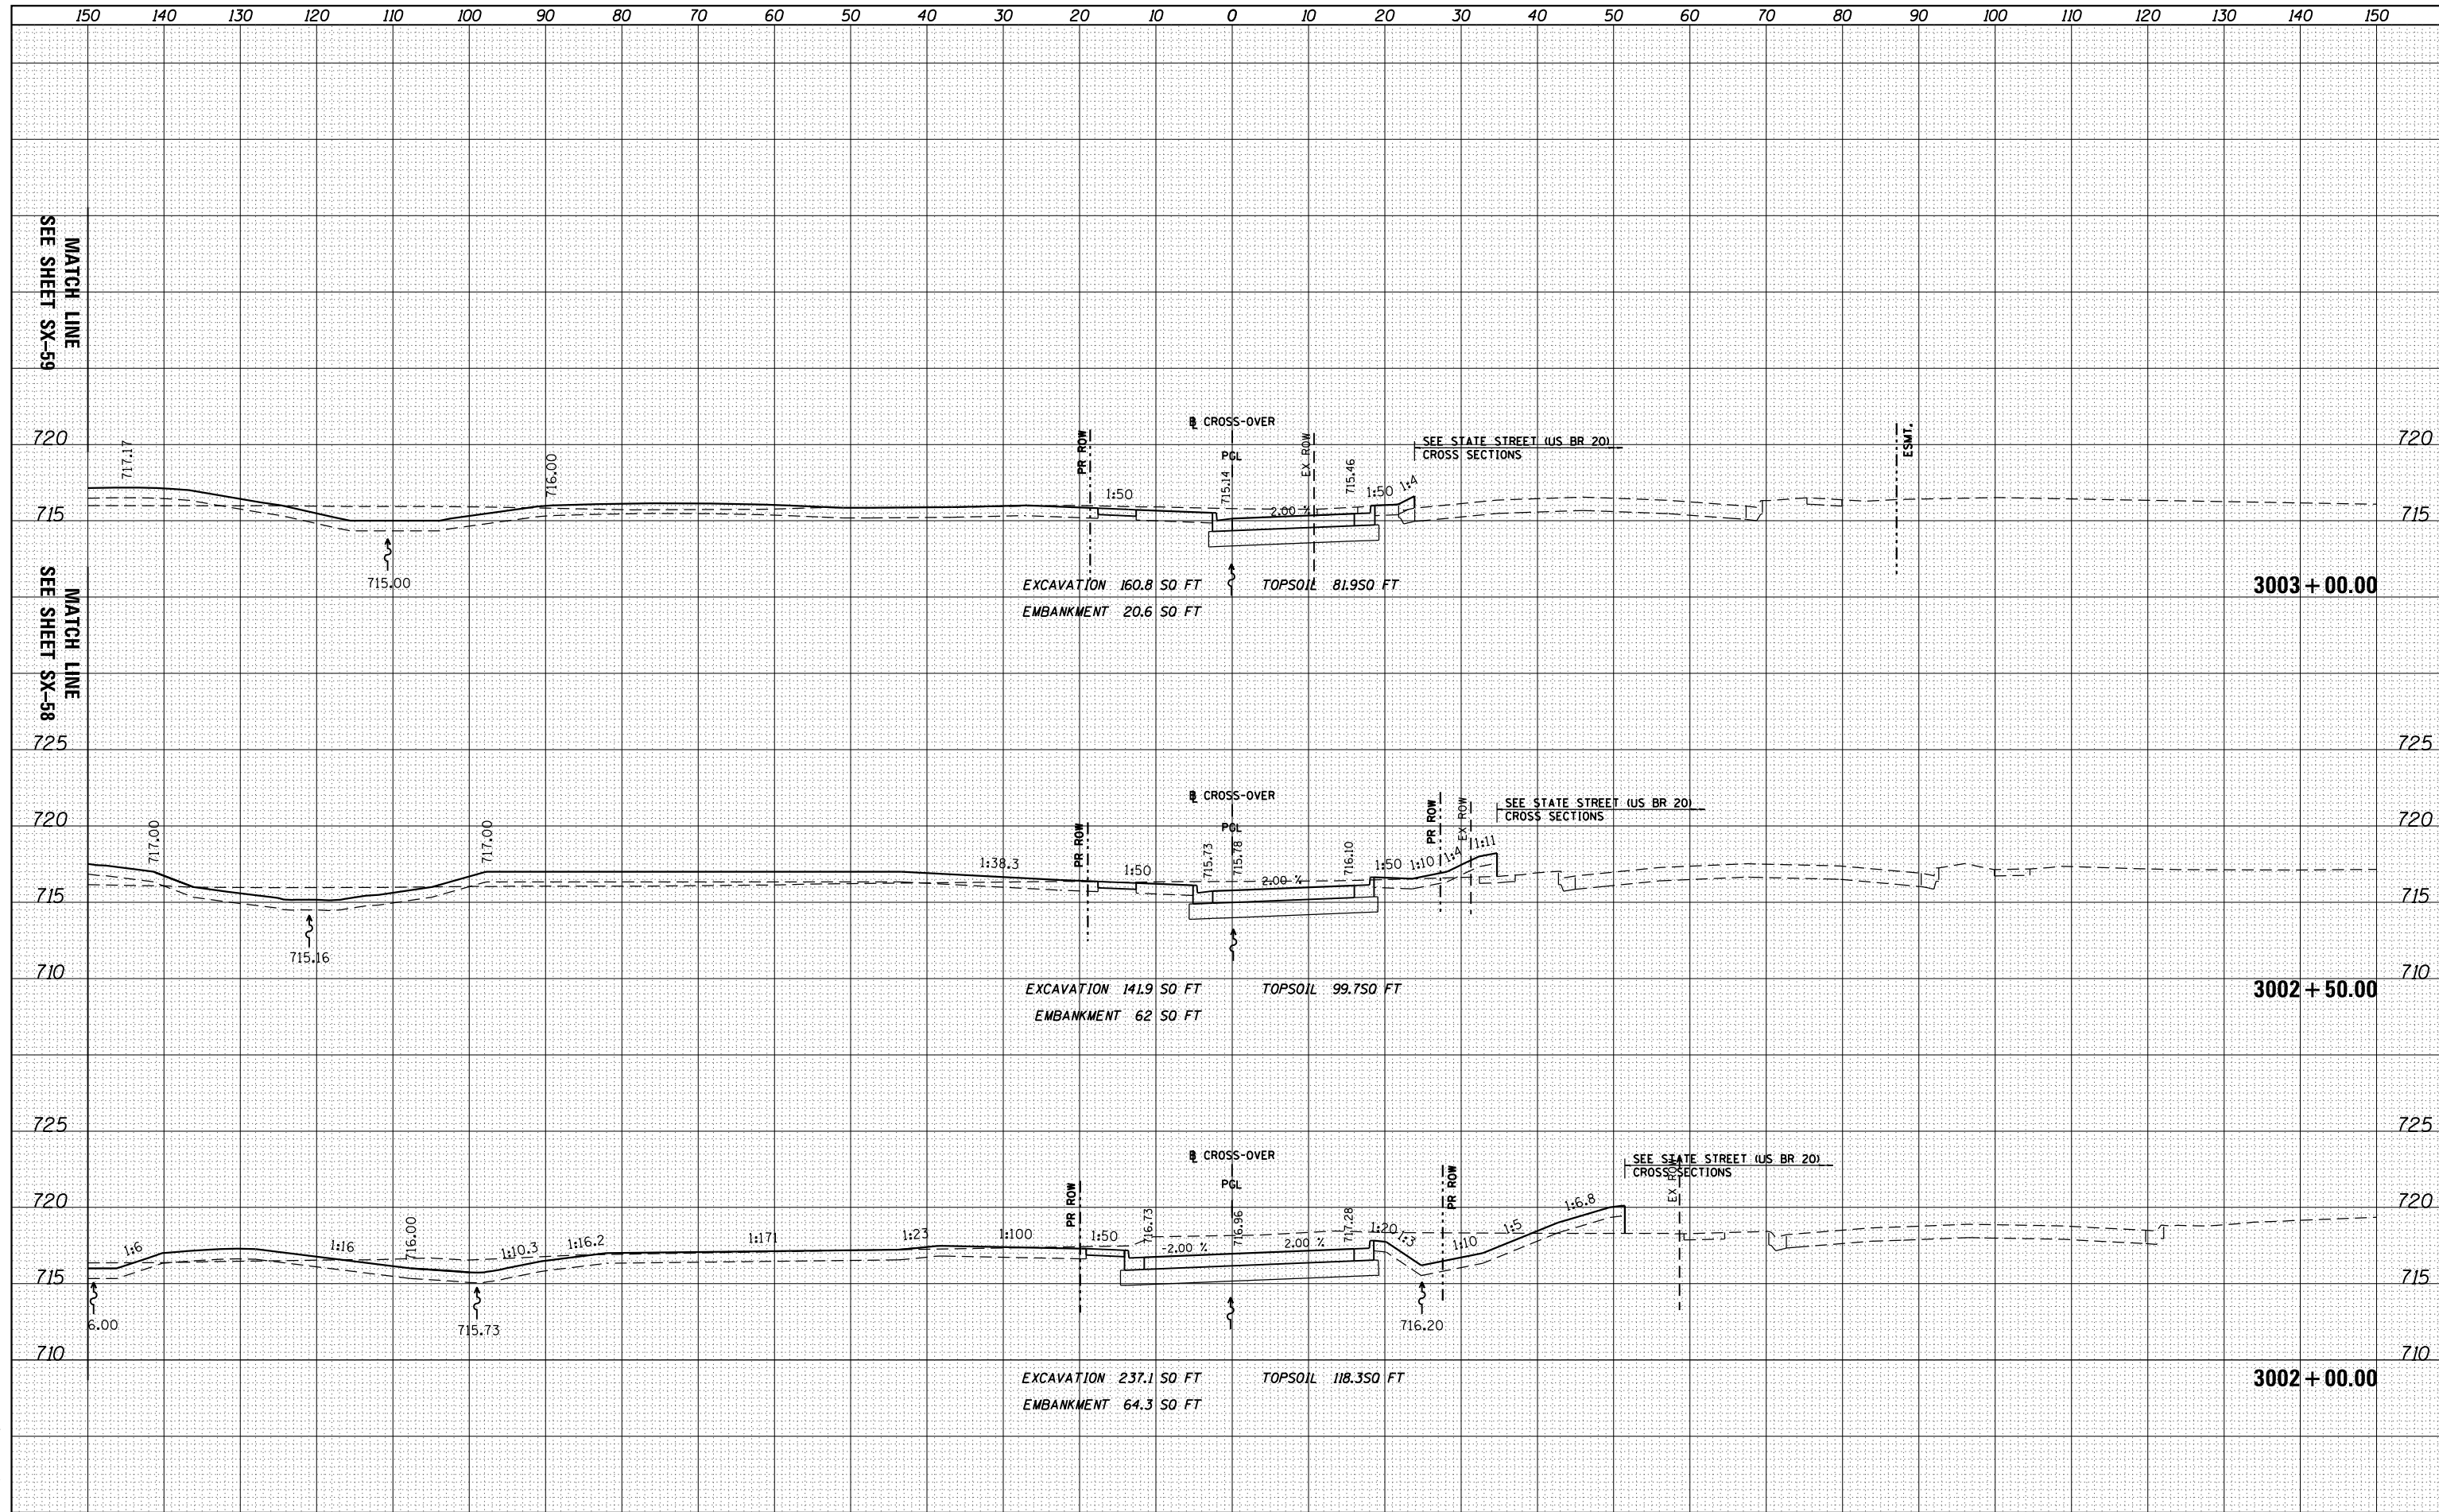 150 140 130 120 110 100 90 80 70 60 50 40 30 20 10 0 10 20 30 40 50 60 70 80 90 100 110 120 130 140 150
MATCH LINE
SEE SHEET SX-59
720
717.17
716.00
PR ROW
1:50
℄ CROSS-OVER
PGL
715.14
2.00 %
EX ROW
715.46
1:50
1:4
SEE STATE STREET (US BR 20)
CROSS SECTIONS
ESMT.
720
715
715
715.00
EXCAVATION 160.8 SQ FT TOPSOIL 81.9SQ FT
EMBANKMENT 20.6 SQ FT
3003 + 00.00
MATCH LINE
SEE SHEET SX-58
725
725
720
717.00
717.00
1:38.3
PR ROW
1:50
℄ CROSS-OVER
PGL
715.73
715.78
2.00 %
716.10
1:50
1:10
PR ROW
1:4
EX ROW
1:11
SEE STATE STREET (US BR 20)
CROSS SECTIONS
720
715
715
715.16
710
710
EXCAVATION 141.9 SQ FT TOPSOIL 99.7SQ FT
EMBANKMENT 62 SQ FT
3002 + 50.00
725
725
720
1:6
1:16
716.00
1:10.3
1:16.2
1:171
1:23
1:100
PR ROW
1:50
716.73
-2.00 %
℄ CROSS-OVER
PGL
716.96
2.00 %
717.28
1:20
1:3
PR ROW
1:10
1:5
1:6.8
SEE STATE STREET (US BR 20)
CROSS SECTIONS
EX ROW
720
715
715
6.00
715.73
716.20
710
710
EXCAVATION 237.1 SQ FT TOPSOIL 118.3SQ FT
EMBANKMENT 64.3 SQ FT
3002 + 00.00